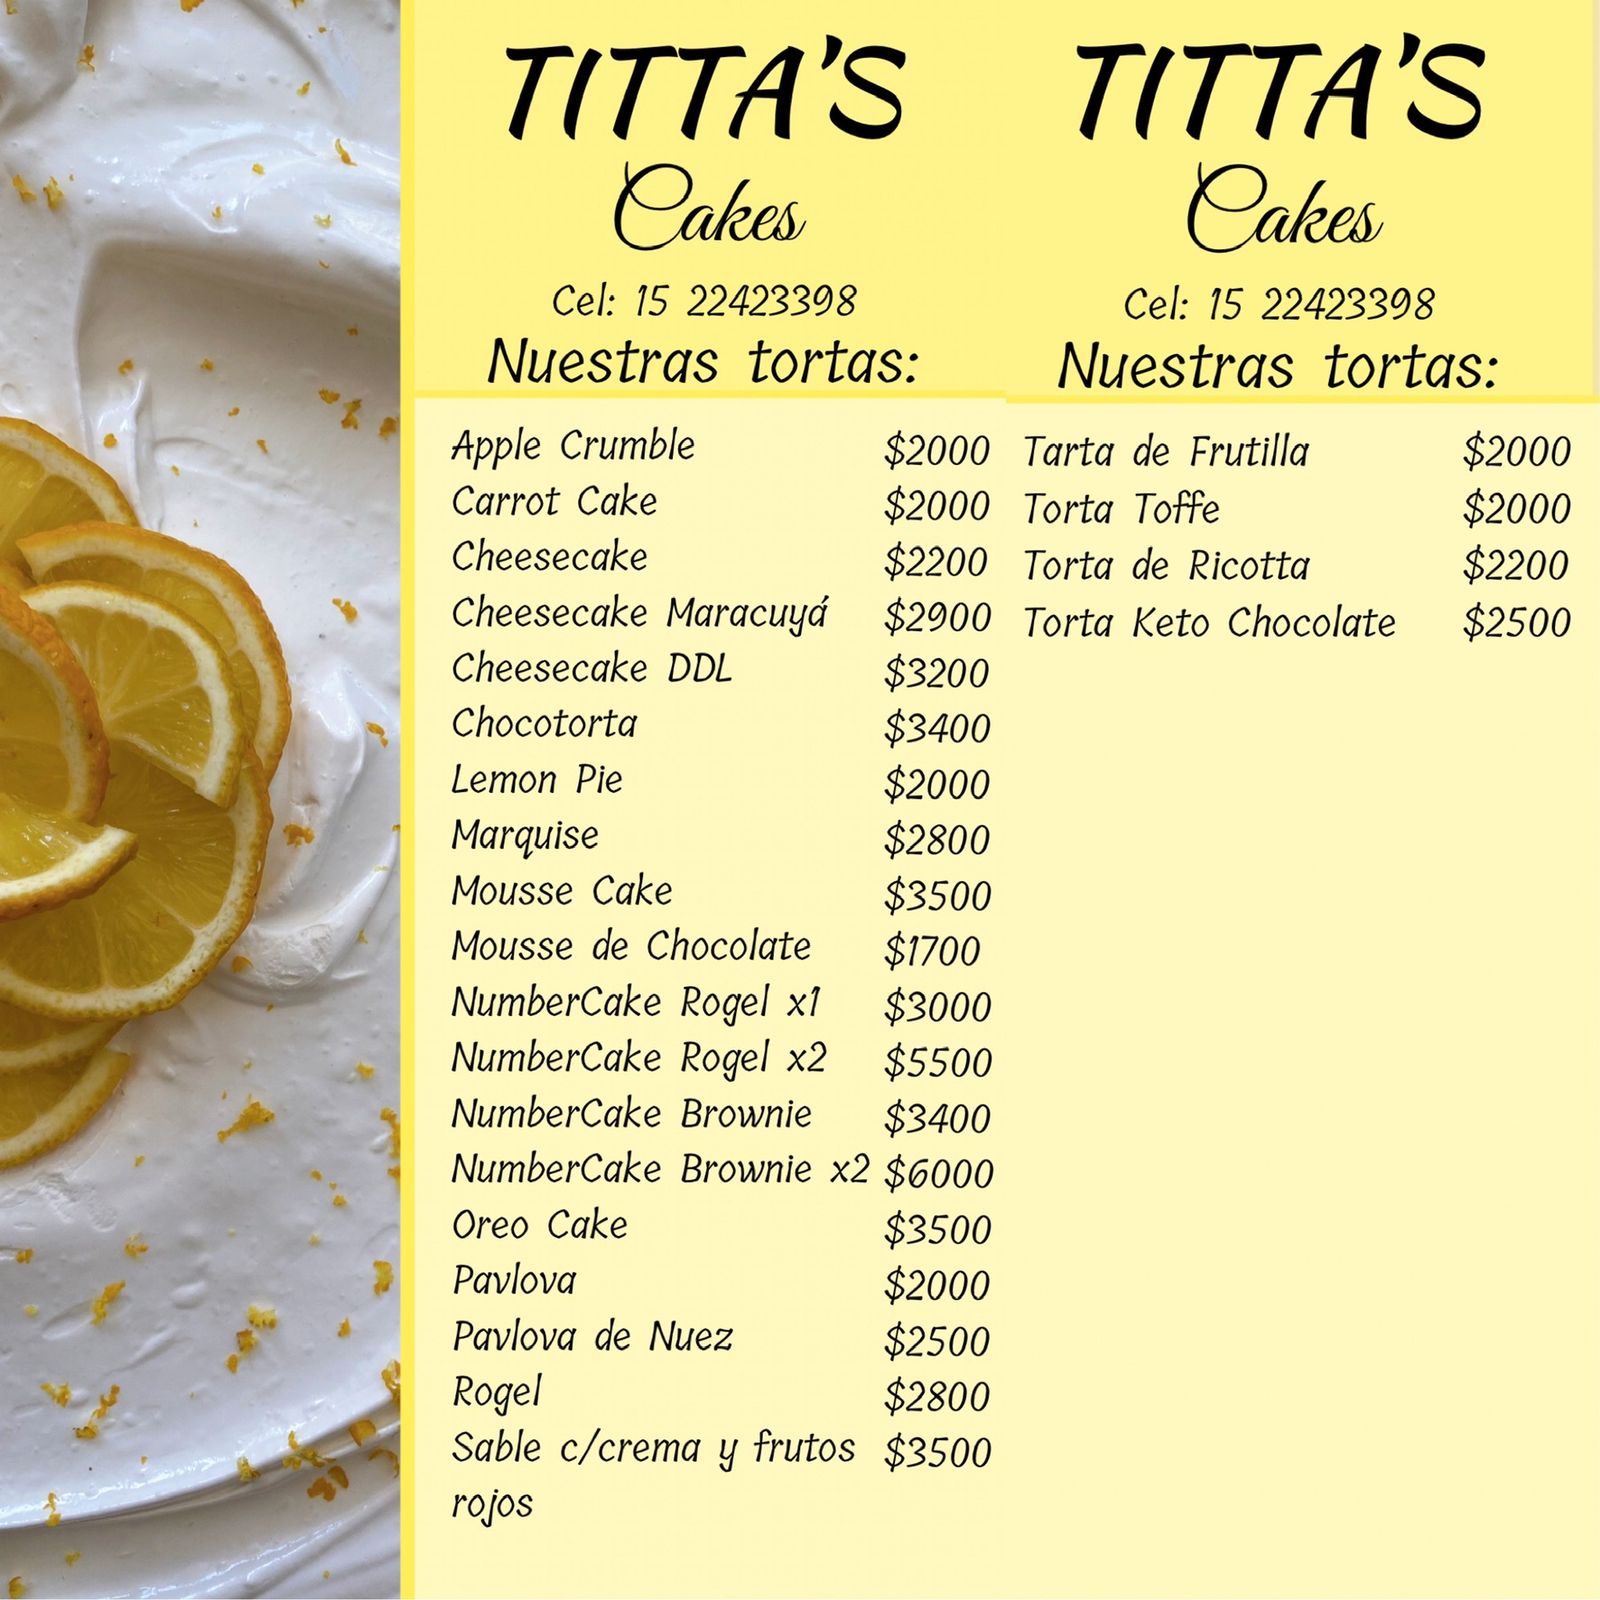 TITTA'S
Cakes
Cel: 15 22423398
Nuestras tortas:
Apple Crumble $2000
Carrot Cake $2000
Cheesecake $2200
Cheesecake Maracuyá $2900
Cheesecake DDL $3200
Chocotorta $3400
Lemon Pie $2000
Marquise $2800
Mousse Cake $3500
Mousse de Chocolate $1700
NumberCake Rogel x1 $3000
NumberCake Rogel x2 $5500
NumberCake Brownie $3400
NumberCake Brownie x2 $6000
Oreo Cake $3500
Pavlova $2000
Pavlova de Nuez $2500
Rogel $2800
Sable c/crema y frutos $3500
rojos
TITTA'S
Cakes
Cel: 15 22423398
Nuestras tortas:
Tarta de Frutilla $2000
Torta Toffe $2000
Torta de Ricotta $2200
Torta Keto Chocolate $2500